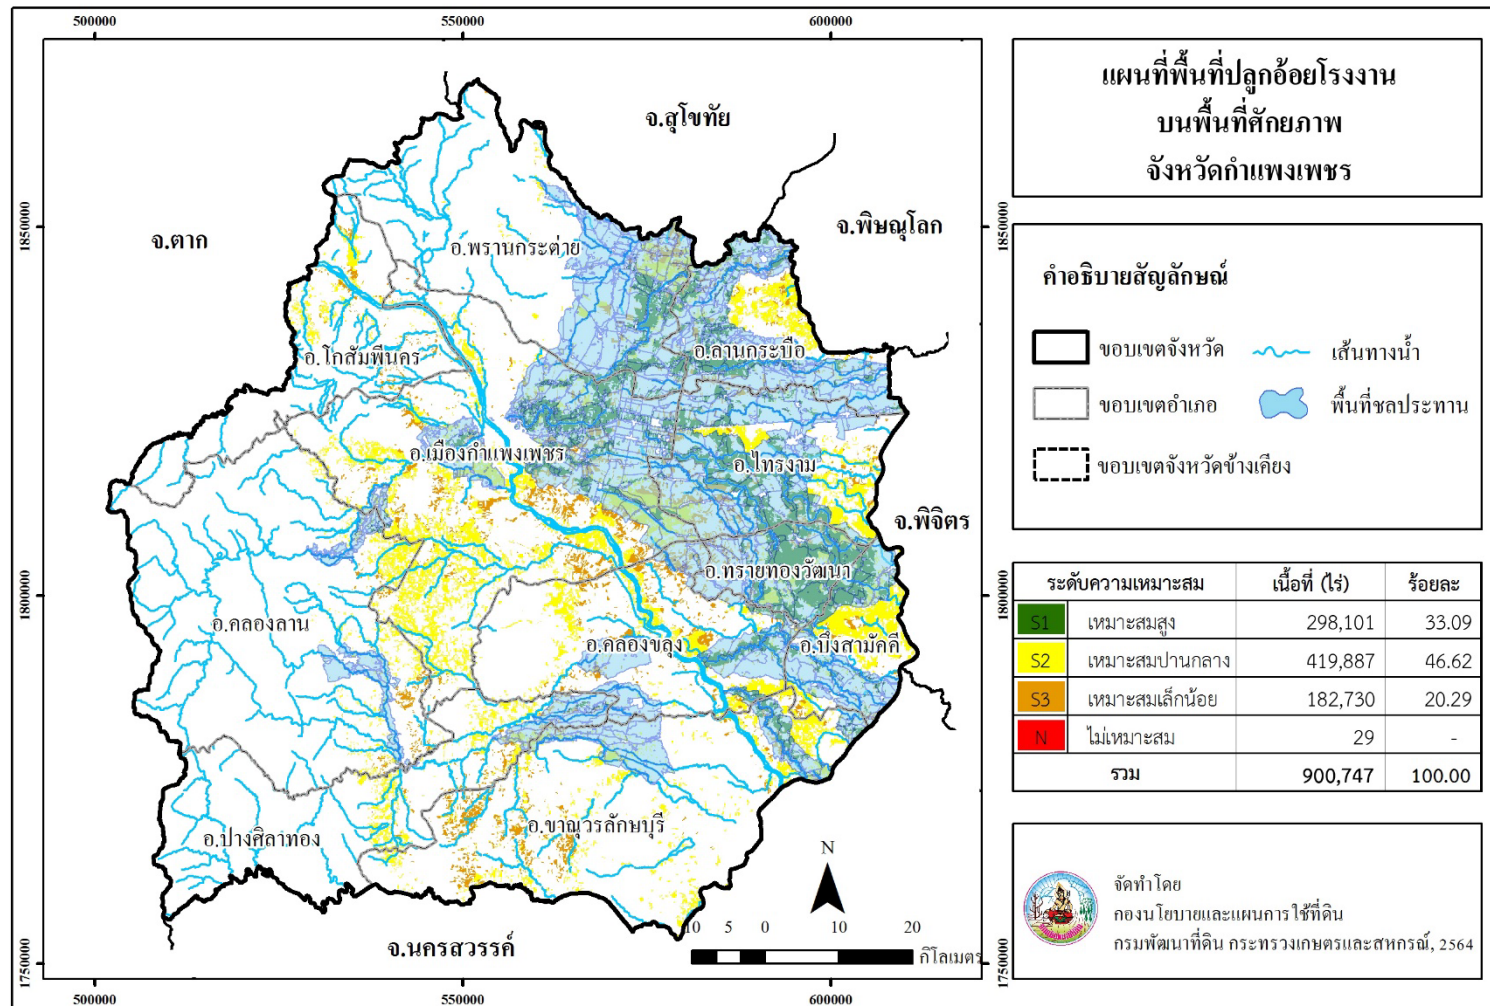 500000
550000
600000
1850000
1800000
1750000
1850000
1800000
1750000
500000
550000
600000
จ.สุโขทัย
จ.พิษณุโลก
จ.ตาก
อ.พรานกระต่าย
อ.โกสัมพีนคร
อ.ลานกระบือ
อ.เมืองกำแพงเพชร
อ.ไทรงาม
จ.พิจิตร
อ.ทรายทองวัฒนา
อ.คลองลาน
อ.คลองขลุง
อ.บึงสามัคคี
อ.ปางศิลาทอง
อ.ขาณุวรลักษบุรี
จ.นครสวรรค์
N
10 5 0 10 20
กิโลเมตร
แผนที่พื้นที่ปลูกอ้อยโรงงาน
บนพื้นที่ศักยภาพ
จังหวัดกำแพงเพชร
คำอธิบายสัญลักษณ์
ขอบเขตจังหวัด เส้นทางน้ำ
ขอบเขตอำเภอ พื้นที่ชลประทาน
ขอบเขตจังหวัดข้างเคียง
ระดับความเหมาะสม เนื้อที่ (ไร่) ร้อยละ
S1 เหมาะสมสูง 298,101 33.09
S2 เหมาะสมปานกลาง 419,887 46.62
S3 เหมาะสมเล็กน้อย 182,730 20.29
N ไม่เหมาะสม 29 -
รวม 900,747 100.00
จัดทำโดย
กองนโยบายและแผนการใช้ที่ดิน
กรมพัฒนาที่ดิน กระทรวงเกษตรและสหกรณ์, 2564